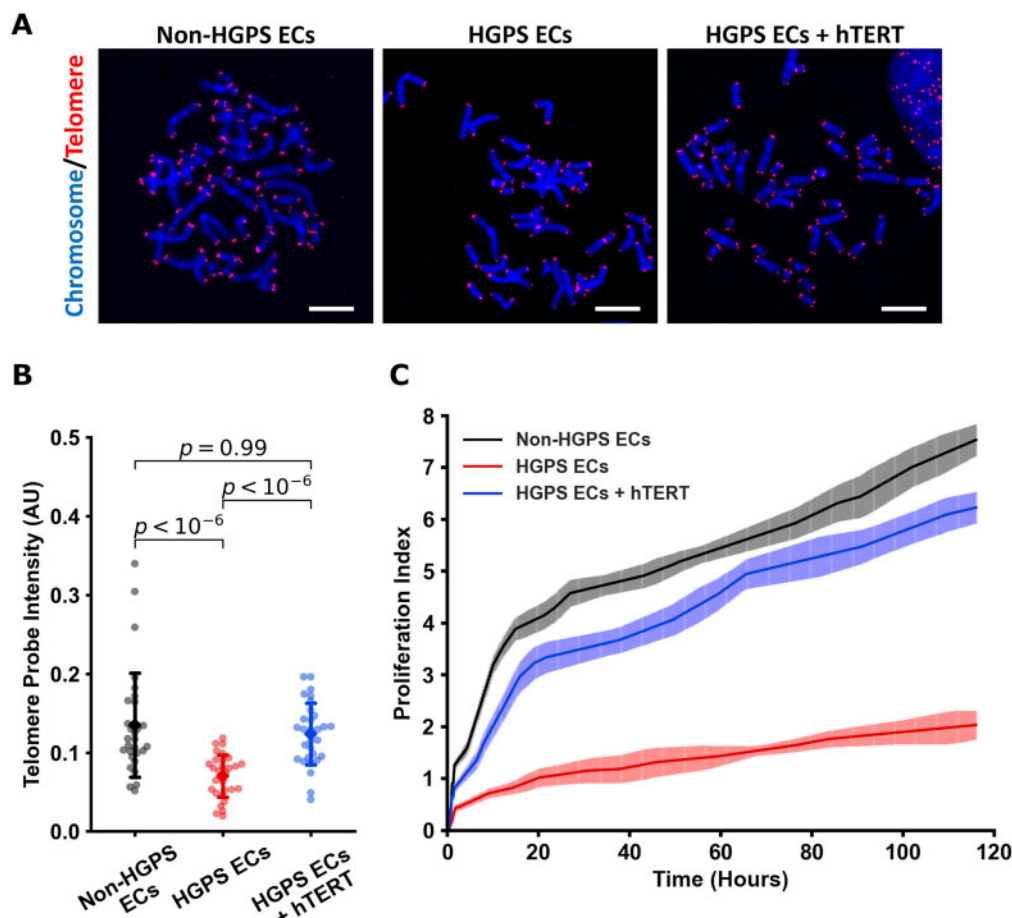 A
Non-HGPS ECs
HGPS ECs
HGPS ECs + hTERT
Chromosome/Telomere
B
Telomere Probe Intensity (AU)
0.5
0.4
0.3
0.2
0.1
0.0
p = 0.99
p < 10⁻⁶
p < 10⁻⁶
Non-HGPS
ECs
HGPS ECs
HGPS ECs
+ hTERT
C
Proliferation Index
8
7
6
5
4
3
2
1
0
Non-HGPS ECs
HGPS ECs
HGPS ECs + hTERT
0
20
40
60
80
100
120
Time (Hours)